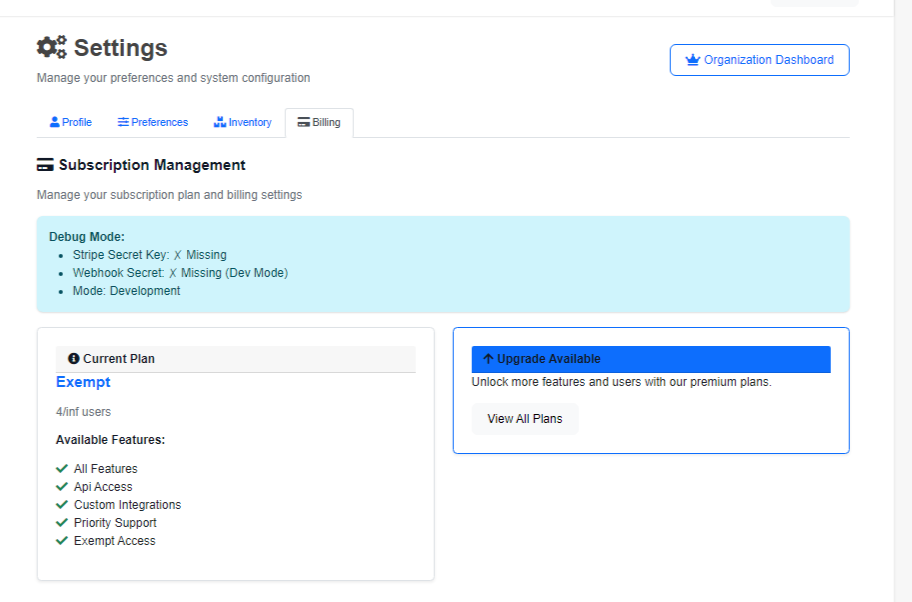 Settings
Manage your preferences and system configuration
Organization Dashboard
Profile
Preferences
Inventory
Billing
Subscription Management
Manage your subscription plan and billing settings
Debug Mode:
Stripe Secret Key: ✗ Missing
Webhook Secret: ✗ Missing (Dev Mode)
Mode: Development
Current Plan
Exempt
4/inf users
Available Features:
All Features
Api Access
Custom Integrations
Priority Support
Exempt Access
Upgrade Available
Unlock more features and users with our premium plans.
View All Plans